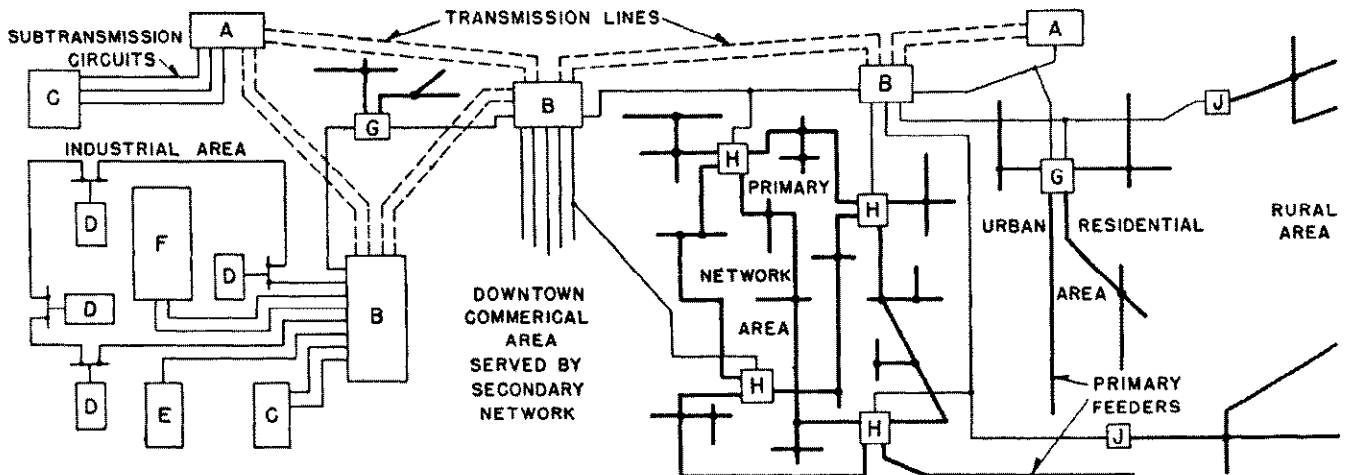 TRANSMISSION LINES
SUBTRANSMISSION
CIRCUITS
A
A
B
B
C
G
J
INDUSTRIAL AREA
H
PRIMARY
G
D
F
D
H
URBAN
RESIDENTIAL
RURAL
AREA
NETWORK
D
B
DOWNTOWN
COMMERICAL
AREA
SERVED BY
SECONDARY
NETWORK
AREA
AREA
D
H
PRIMARY
FEEDERS
D
E
C
H
J